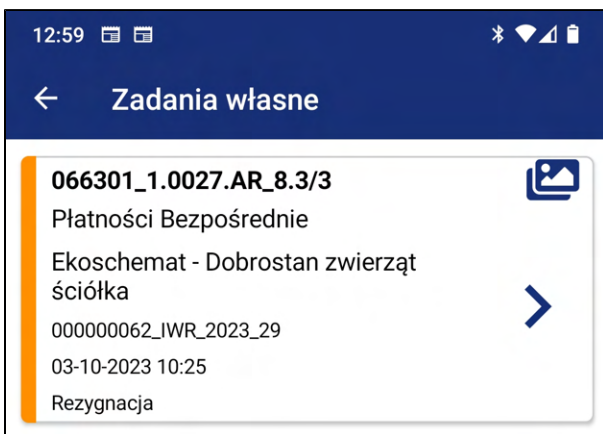 12:59
Zadania własne
066301_1.0027.AR_8.3/3
Płatności Bezpośrednie
Ekoschemat - Dobrostan zwierząt
ściółka
000000062_IWR_2023_29
03-10-2023 10:25
Rezygnacja